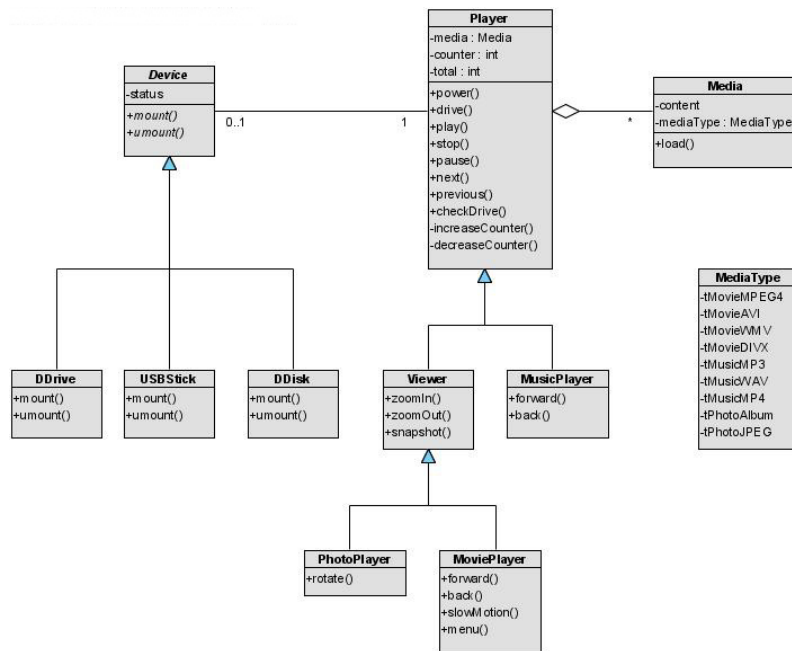 Player
-media : Media
-counter : int
-total : int
+power()
+drive()
+play()
+stop()
+pause()
+next()
+previous()
+checkDrive()
-increaseCounter()
-decreaseCounter()
Device
-status
+mount()
+umount()
0..1
1
*
Media
-content
-mediaType : MediaType
+load()
MediaType
-tMovieMPEG4
-tMovieAVI
-tMovieWMV
-tMovieDIVX
-tMusicMP3
-tMusicWAV
-tMusicMP4
-tPhotoAlbum
-tPhotoJPEG
DDrive
+mount()
+umount()
USBStick
+mount()
+umount()
DDisk
+mount()
+umount()
Viewer
+zoomIn()
+zoomOut()
+snapshot()
MusicPlayer
+forward()
+back()
PhotoPlayer
+rotate()
MoviePlayer
+forward()
+back()
+slowMotion()
+menu()